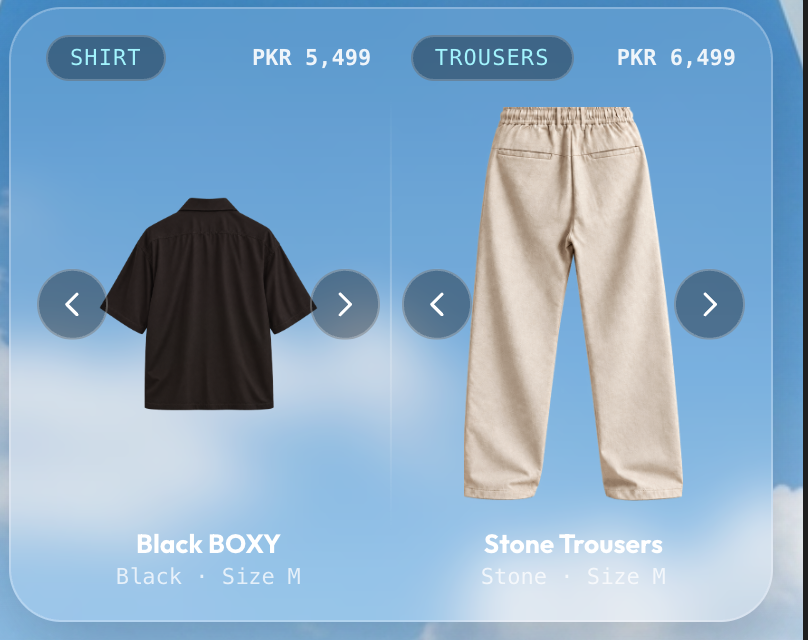 SHIRT PKR 5,499
TROUSERS PKR 6,499
Black BOXY
Black · Size M
Stone Trousers
Stone · Size M